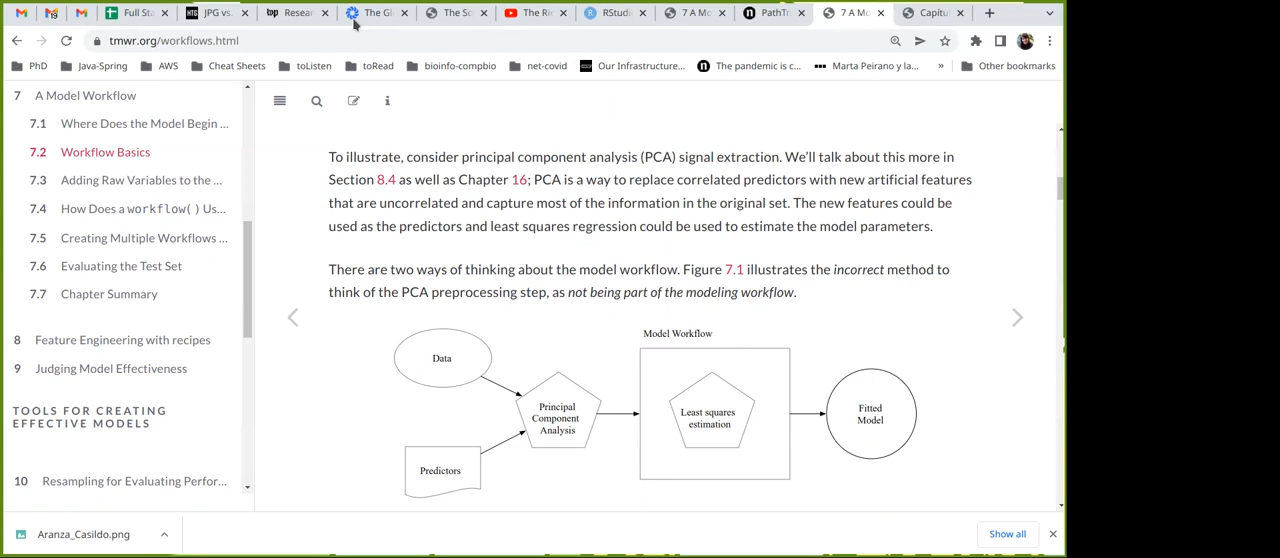 Full Sta
JPG vs.
Resear
The Gl
The Sc
The Rie
RStudi
7 A Mo
PathTr
7 A Mo
Capítu
tmwr.org/workflows.html
PhD
Java-Spring
AWS
Cheat Sheets
toListen
toRead
bioinfo-compbio
net-covid
Our Infrastructure...
The pandemic is c...
Marta Peirano y la...
»
Other bookmarks
7 A Model Workflow
7.1 Where Does the Model Begin ...
7.2 Workflow Basics
7.3 Adding Raw Variables to the ...
7.4 How Does a workflow() Us...
7.5 Creating Multiple Workflows ...
7.6 Evaluating the Test Set
7.7 Chapter Summary
8 Feature Engineering with recipes
9 Judging Model Effectiveness
TOOLS FOR CREATING
EFFECTIVE MODELS
10 Resampling for Evaluating Perfor...
To illustrate, consider principal component analysis (PCA) signal extraction. We'll talk about this more in
Section 8.4 as well as Chapter 16; PCA is a way to replace correlated predictors with new artificial features
that are uncorrelated and capture most of the information in the original set. The new features could be
used as the predictors and least squares regression could be used to estimate the model parameters.
There are two ways of thinking about the model workflow. Figure 7.1 illustrates the incorrect method to
think of the PCA preprocessing step, as not being part of the modeling workflow.
Model Workflow
Data
Principal
Component
Analysis
Least squares
estimation
Fitted
Model
Predictors
Aranza_Casildo.png
Show all